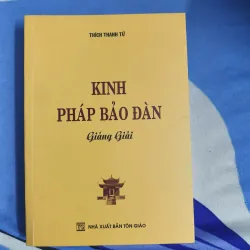 THÍCH THANH TỪ
KINH
PHÁP BẢO ĐÀN
Giảng Giải
NHÀ XUẤT BẢN TÔN GIÁO